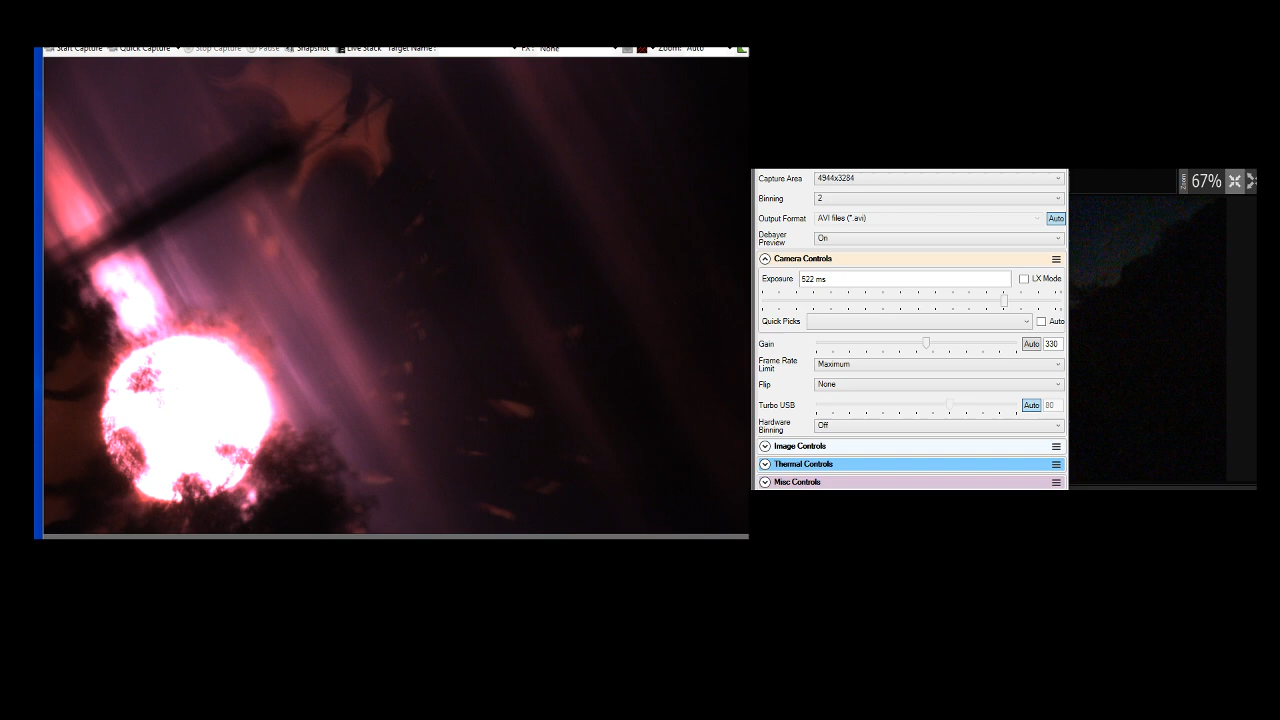 Start Capture Quick Capture Stop Capture Pause Snapshot Live Stack Target Name: FX: None Zoom: Auto
Capture Area 4944x3284
Binning 2
Output Format AVI files (*.avi) Auto
Debayer
Preview On
Camera Controls
Exposure 522 ms LX Mode
Quick Picks Auto
Gain Auto 330
Frame Rate
Limit Maximum
Flip None
Turbo USB Auto 80
Hardware
Binning Off
Image Controls
Thermal Controls
Misc Controls
Zoom 67%